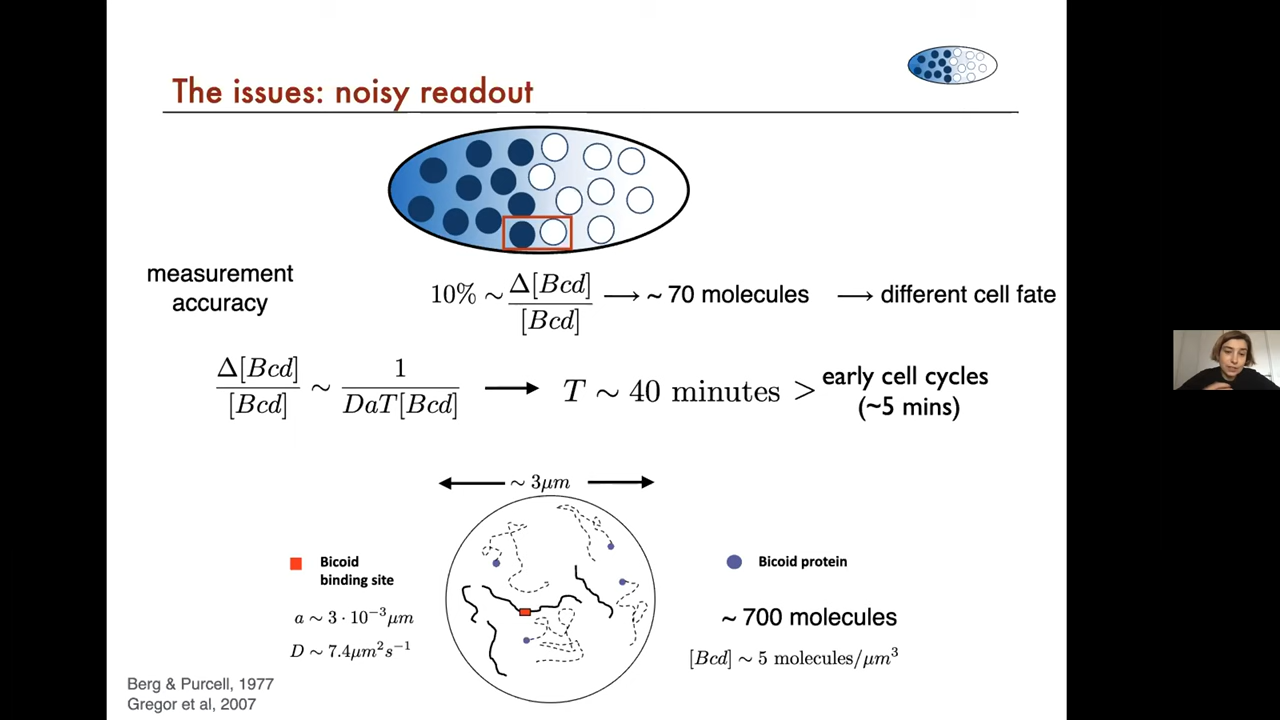 The issues: noisy readout
measurement
accuracy
10% ~ Δ[Bcd]/[Bcd] → ~ 70 molecules → different cell fate
Δ[Bcd]/[Bcd] ~ 1/DaT[Bcd] → T ~ 40 minutes > early cell cycles
(~5 mins)
~ 3μm
Bicoid
binding site
Bicoid protein
a ~ 3 · 10⁻³μm
~ 700 molecules
D ~ 7.4μm²s⁻¹
[Bcd] ~ 5 molecules/μm³
Berg & Purcell, 1977
Gregor et al, 2007